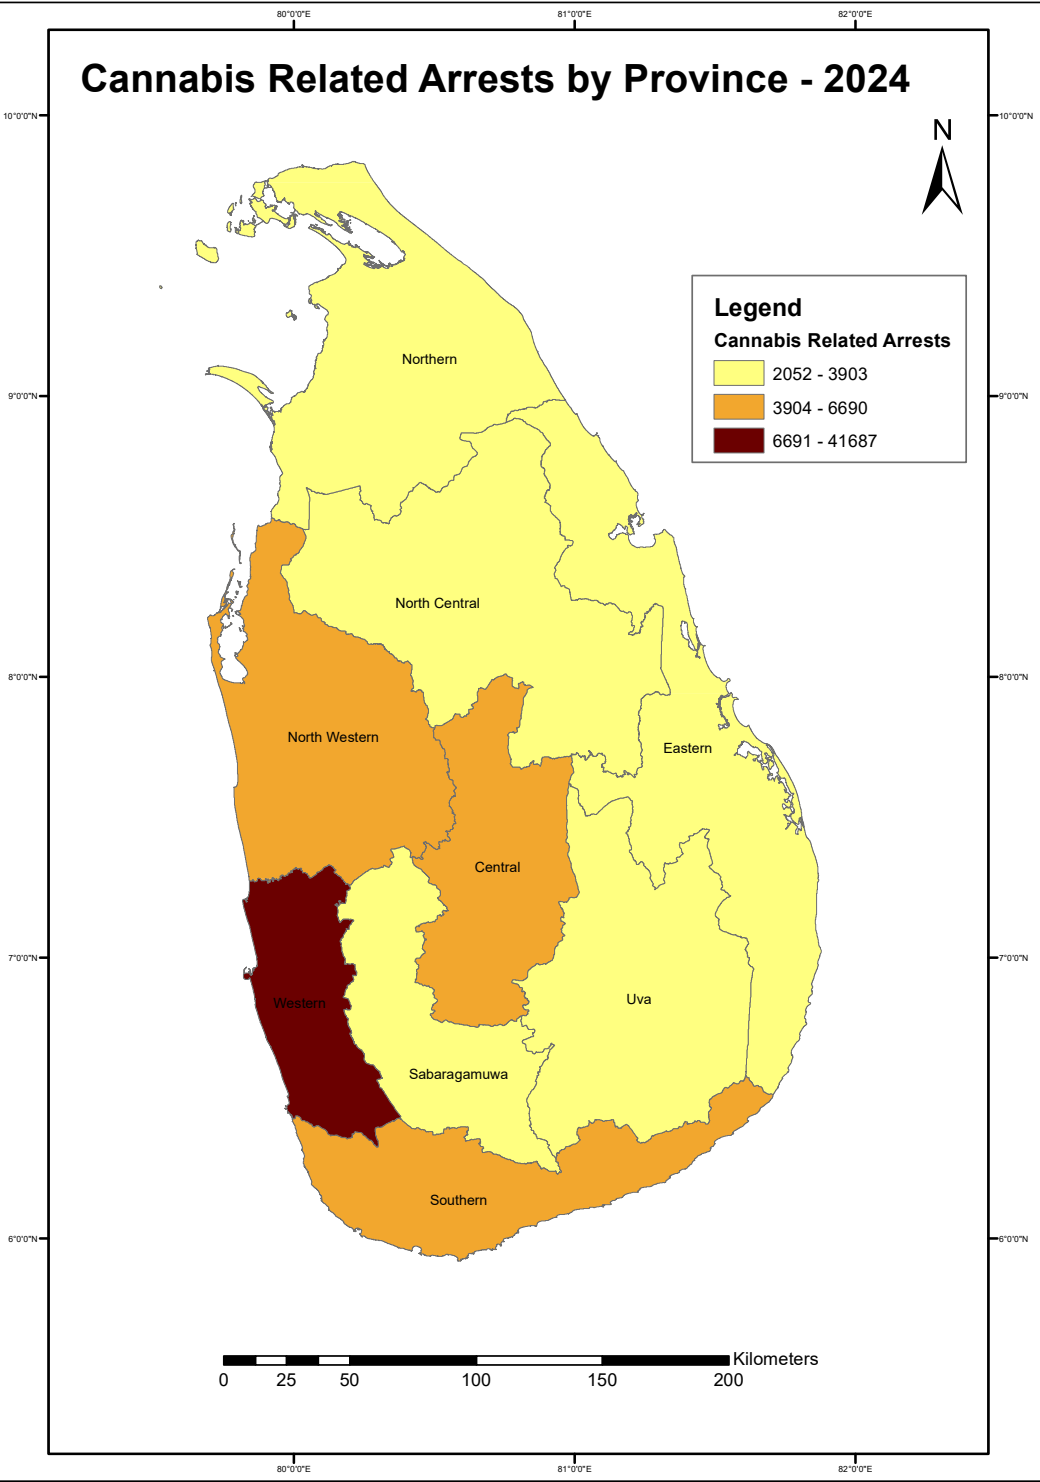 80°0'0"E 81°0'0"E 82°0'0"E
Cannabis Related Arrests by Province - 2024
10°0'0"N 10°0'0"N
N
Legend
Cannabis Related Arrests
2052 - 3903
3904 - 6690
6691 - 41687
Northern
9°0'0"N 9°0'0"N
North Central
8°0'0"N 8°0'0"N
North Western
Eastern
Central
7°0'0"N 7°0'0"N
Uva
Western
Sabaragamuwa
Southern
6°0'0"N 6°0'0"N
Kilometers
0 25 50 100 150 200
80°0'0"E 81°0'0"E 82°0'0"E